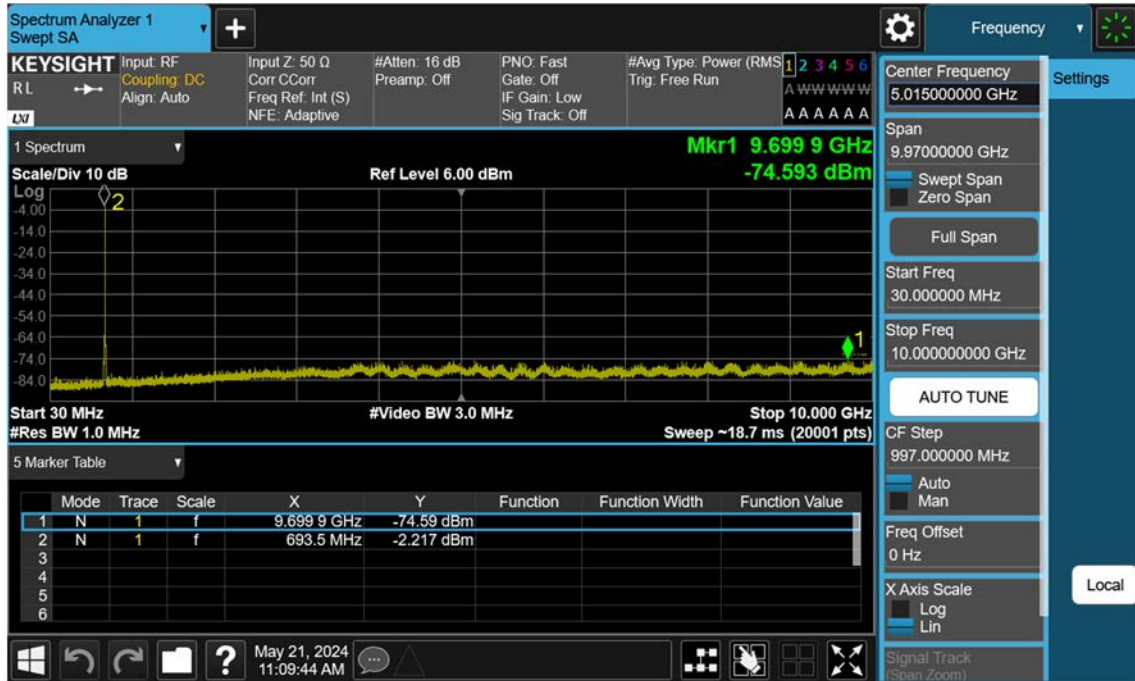 Spectrum Analyzer 1
Swept SA
+
Frequency
KEYSIGHT
R L
LXI
Input: RF
Coupling: DC
Align: Auto
Input Z: 50 Ω
Corr CCorr
Freq Ref: Int (S)
NFE: Adaptive
#Atten: 16 dB
Preamp: Off
PNO: Fast
Gate: Off
IF Gain: Low
Sig Track: Off
#Avg Type: Power (RMS
Trig: Free Run
1 2 3 4 5 6
A W W W W W
A A A A A A
1 Spectrum
Mkr1 9.699 9 GHz
Scale/Div 10 dB
Ref Level 6.00 dBm
-74.593 dBm
Log
2
-4.00
-14.0
-24.0
-34.0
-44.0
-54.0
-64.0
1
-74.0
-84.0
Start 30 MHz
#Video BW 3.0 MHz
Stop 10.000 GHz
#Res BW 1.0 MHz
Sweep ~18.7 ms (20001 pts)
5 Marker Table
Mode Trace Scale X Y Function Function Width Function Value
1 N 1 f 9.699 9 GHz -74.59 dBm
2 N 1 f 693.5 MHz -2.217 dBm
3
4
5
6
?
May 21, 2024
11:09:44 AM
Center Frequency
5.015000000 GHz
Settings
Span
9.97000000 GHz
Swept Span
Zero Span
Full Span
Start Freq
30.000000 MHz
Stop Freq
10.000000000 GHz
AUTO TUNE
CF Step
997.000000 MHz
Auto
Man
Freq Offset
0 Hz
X Axis Scale
Log
Lin
Local
Signal Track
(Span Zoom)